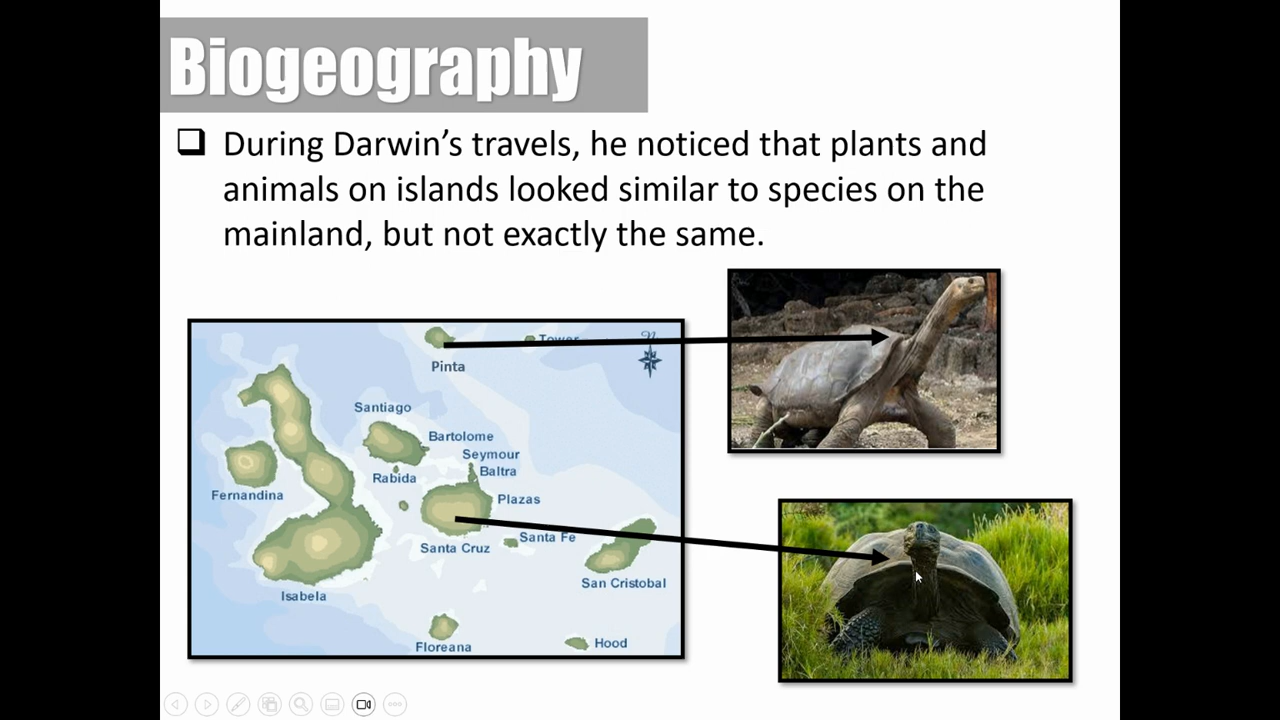 Biogeography
❑ During Darwin's travels, he noticed that plants and
animals on islands looked similar to species on the
mainland, but not exactly the same.
Tower
N
Pinta
Santiago
Bartolome
Seymour
Baltra
Rabida
Fernandina
Plazas
Santa Fe
Santa Cruz
San Cristobal
Isabela
Floreana
Hood